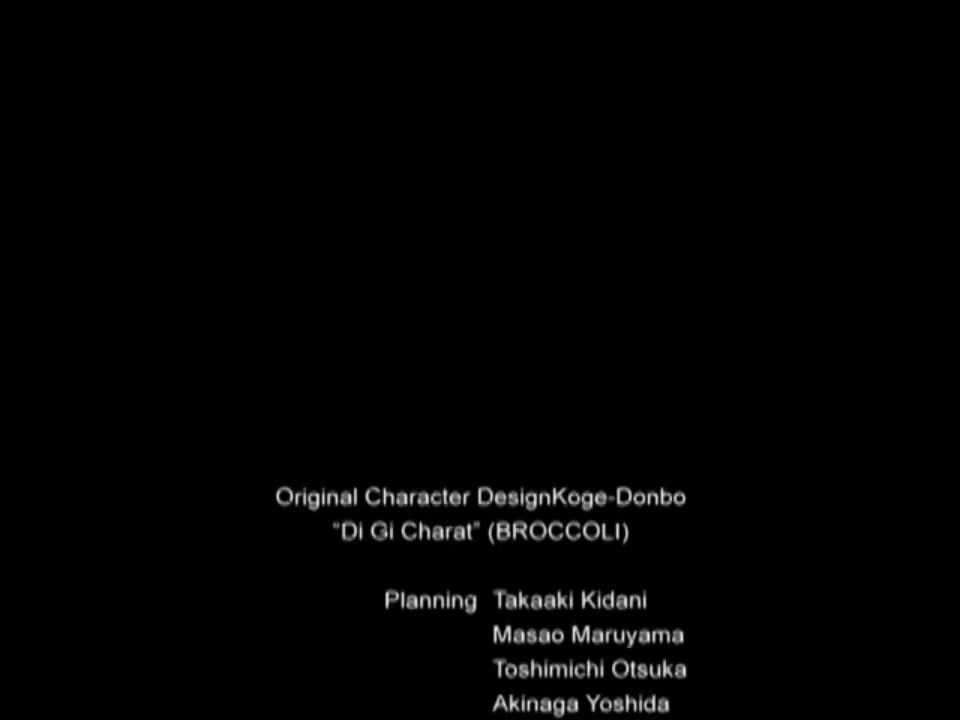 Original Character DesignKoge-Donbo
"Di Gi Charat" (BROCCOLI)
Planning Takaaki Kidani
Masao Maruyama
Toshimichi Otsuka
Akinaga Yoshida